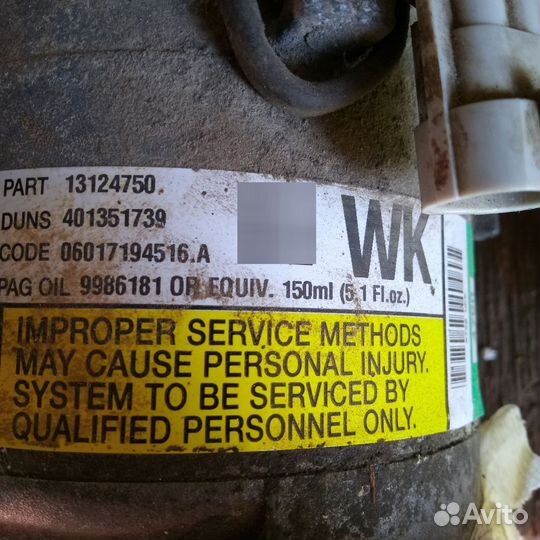 PART 13124750
DUNS 401351739
CODE 06017194516.A
WK
PAG OIL 9986181 OR EQUIV. 150ml (5.1 Fl.oz.)
IMPROPER SERVICE METHODS
MAY CAUSE PERSONAL INJURY.
SYSTEM TO BE SERVICED BY
QUALIFIED PERSONNEL ONLY.
Avito